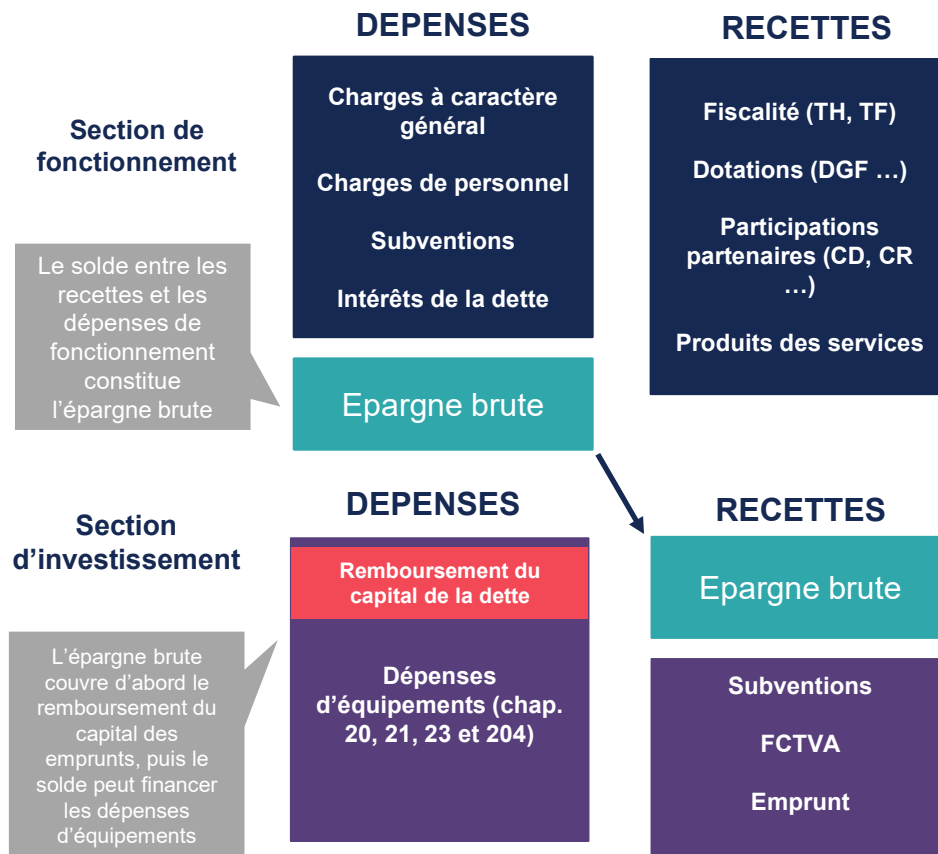 DEPENSES
RECETTES
Section de
fonctionnement
Charges à caractère
général
Charges de personnel
Subventions
Intérêts de la dette
Fiscalité (TH, TF)
Dotations (DGF ...)
Participations
partenaires (CD, CR
...)
Produits des services
Le solde entre les
recettes et les
dépenses de
fonctionnement
constitue
l'épargne brute
Epargne brute
Section
d'investissement
DEPENSES
RECETTES
Remboursement du
capital de la dette
Epargne brute
L'épargne brute
couvre d'abord le
remboursement du
capital des
emprunts, puis le
solde peut financer
les dépenses
d'équipements
Dépenses
d'équipements (chap.
20, 21, 23 et 204)
Subventions
FCTVA
Emprunt